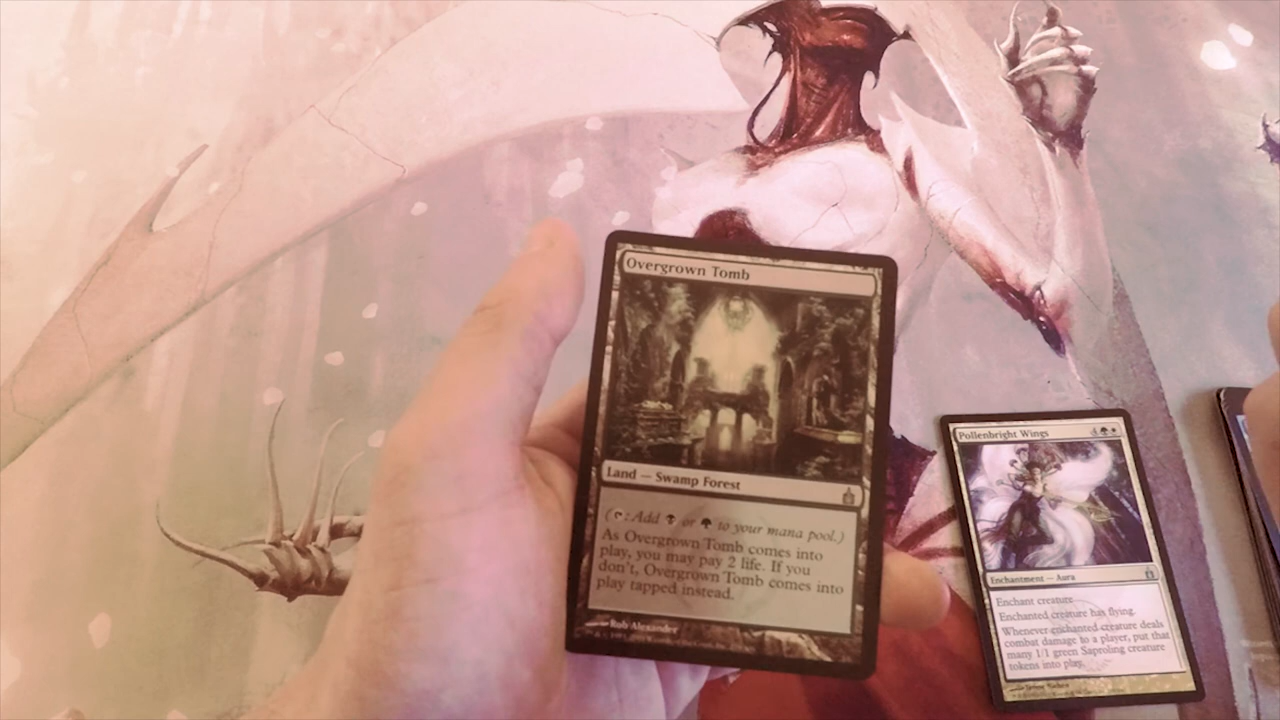 Overgrown Tomb
Land — Swamp Forest
( : Add or to your mana pool.)
As Overgrown Tomb comes into
play, you may pay 2 life. If you
don't, Overgrown Tomb comes into
play tapped instead.
Rob Alexander
Pollenbright Wings 4
Enchantment — Aura
Enchant creature
Enchanted creature has flying.
Whenever enchanted creature deals
combat damage to a player, put that
many 1/1 green Saproling creature
tokens into play.